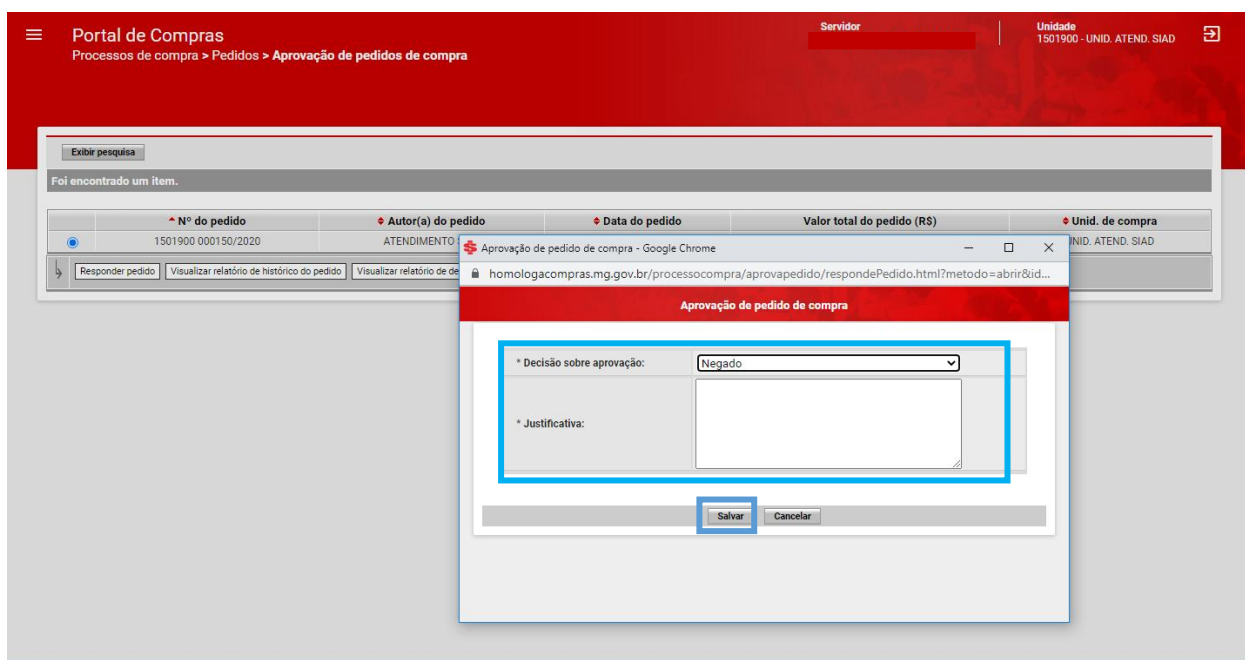 Portal de Compras
Processos de compra > Pedidos > Aprovação de pedidos de compra
Servidor
Unidade
1501900 - UNID. ATEND. SIAD
Exibir pesquisa
Foi encontrado um item.
Nº do pedido Autor(a) do pedido Data do pedido Valor total do pedido (R$) Unid. de compra
1501900 000150/2020 ATENDIMENTO UNID. ATEND. SIAD
Responder pedido Visualizar relatório de histórico do pedido Visualizar relatório de de
Aprovação de pedido de compra - Google Chrome
homologacompras.mg.gov.br/processocompra/aprovapedido/respondePedido.html?metodo=abrir&id...
Aprovação de pedido de compra
* Decisão sobre aprovação: Negado
* Justificativa:
Salvar Cancelar